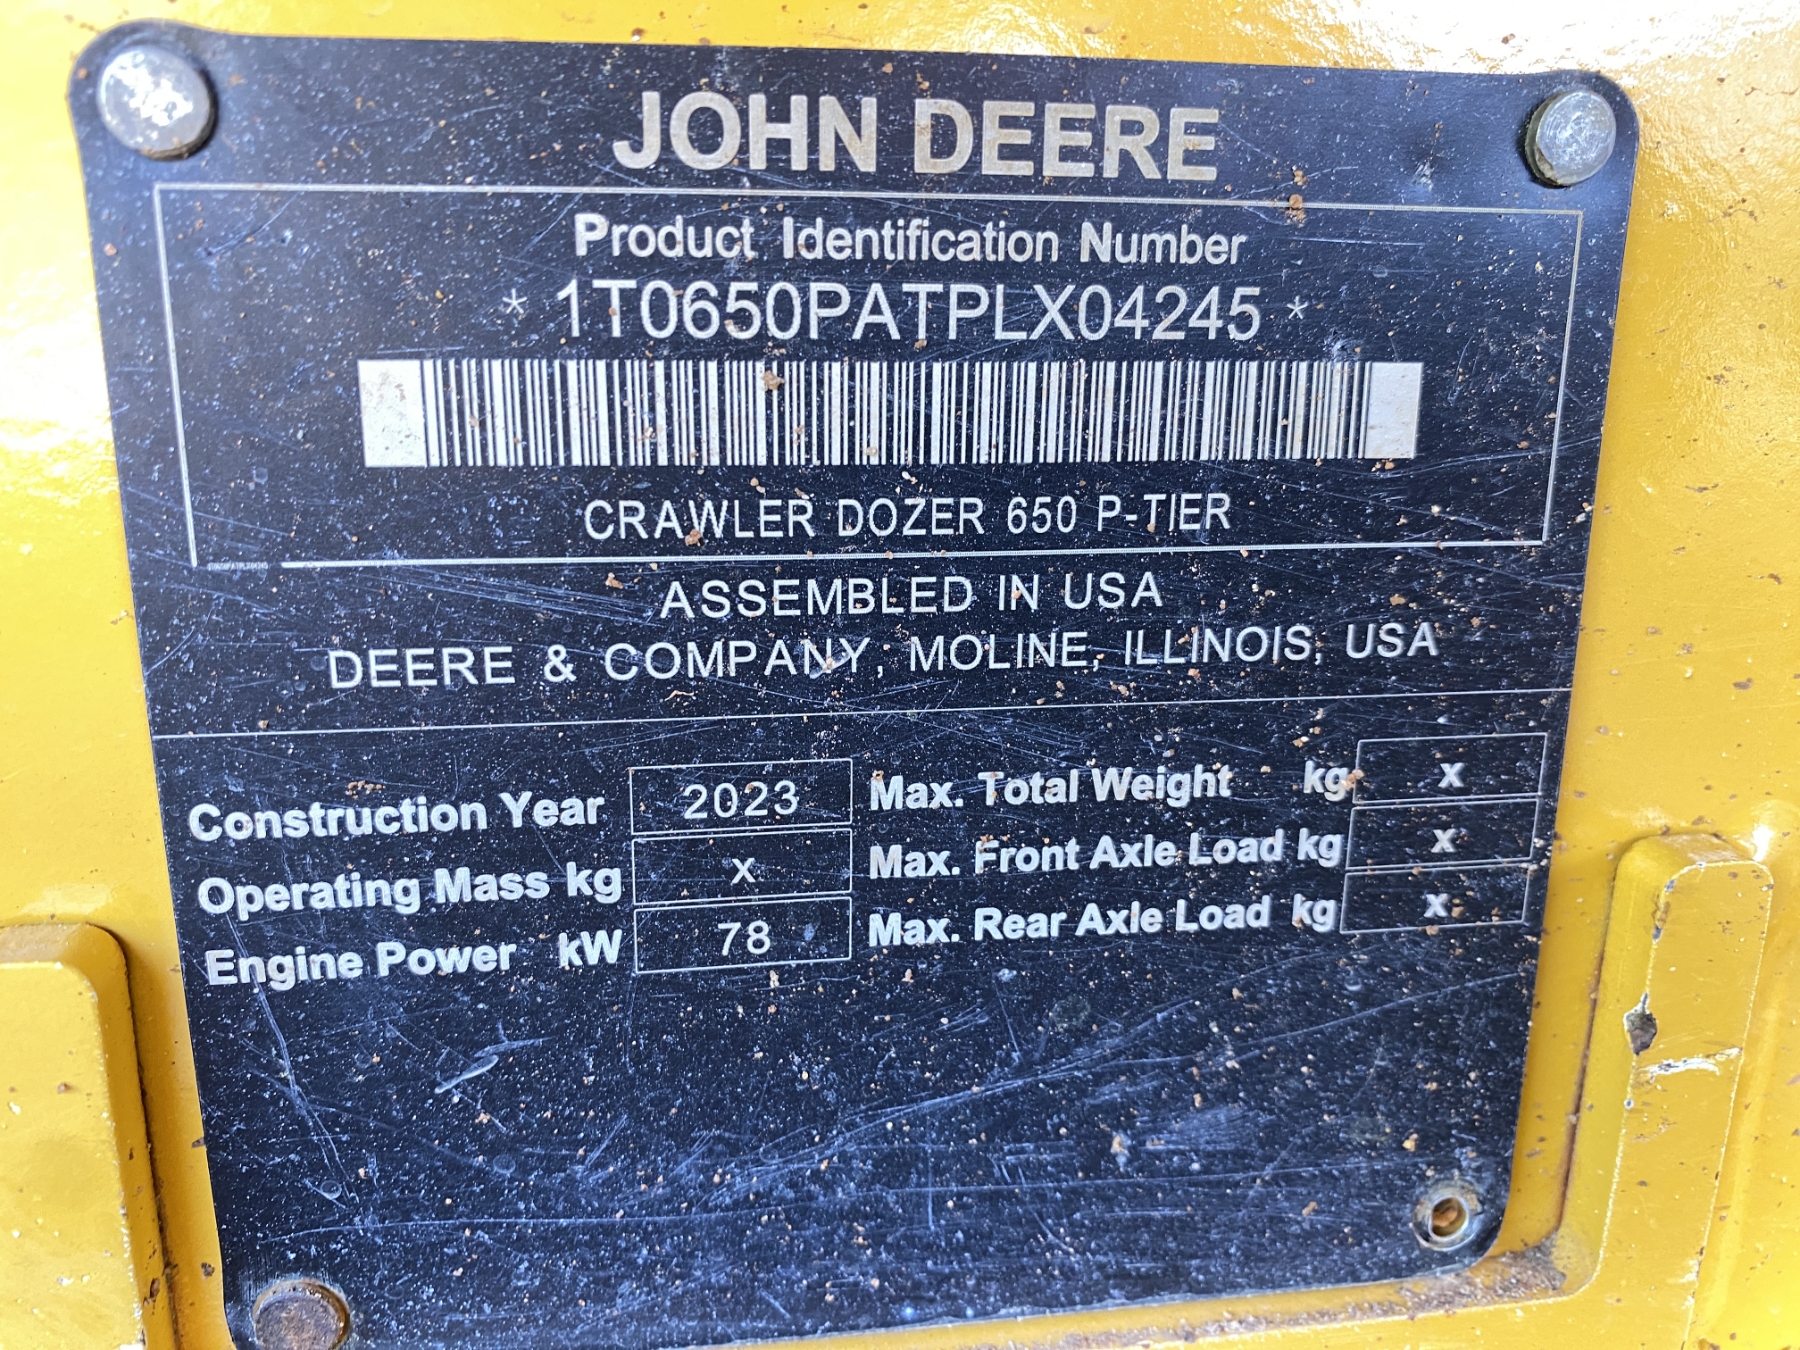 JOHN DEERE
Product Identification Number
* 1T0650PATPLX04245 *
CRAWLER DOZER 650 P-TIER
1T0650PATPLX04245
ASSEMBLED IN USA
DEERE & COMPANY, MOLINE, ILLINOIS, USA
Construction Year 2023 Max. Total Weight kg x
Operating Mass kg x Max. Front Axle Load kg x
Engine Power kW 78 Max. Rear Axle Load kg x